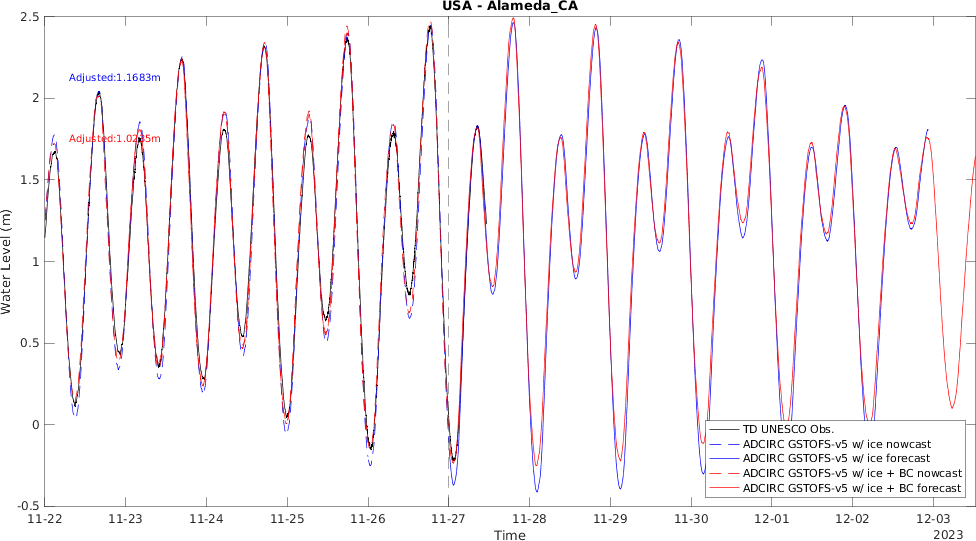 USA - Alameda_CA
2.5
Adjusted:1.1683m
2
1.5
Water Level (m)
1
0.5
0
-0.5
TD UNESCO Obs.
ADCIRC GSTOFS-v5 w/ ice nowcast
ADCIRC GSTOFS-v5 w/ ice forecast
ADCIRC GSTOFS-v5 w/ ice + BC nowcast
ADCIRC GSTOFS-v5 w/ ice + BC forecast
11-22 11-23 11-24 11-25 11-26 11-27 11-28 11-29 11-30 12-01 12-02 12-03
Time
2023